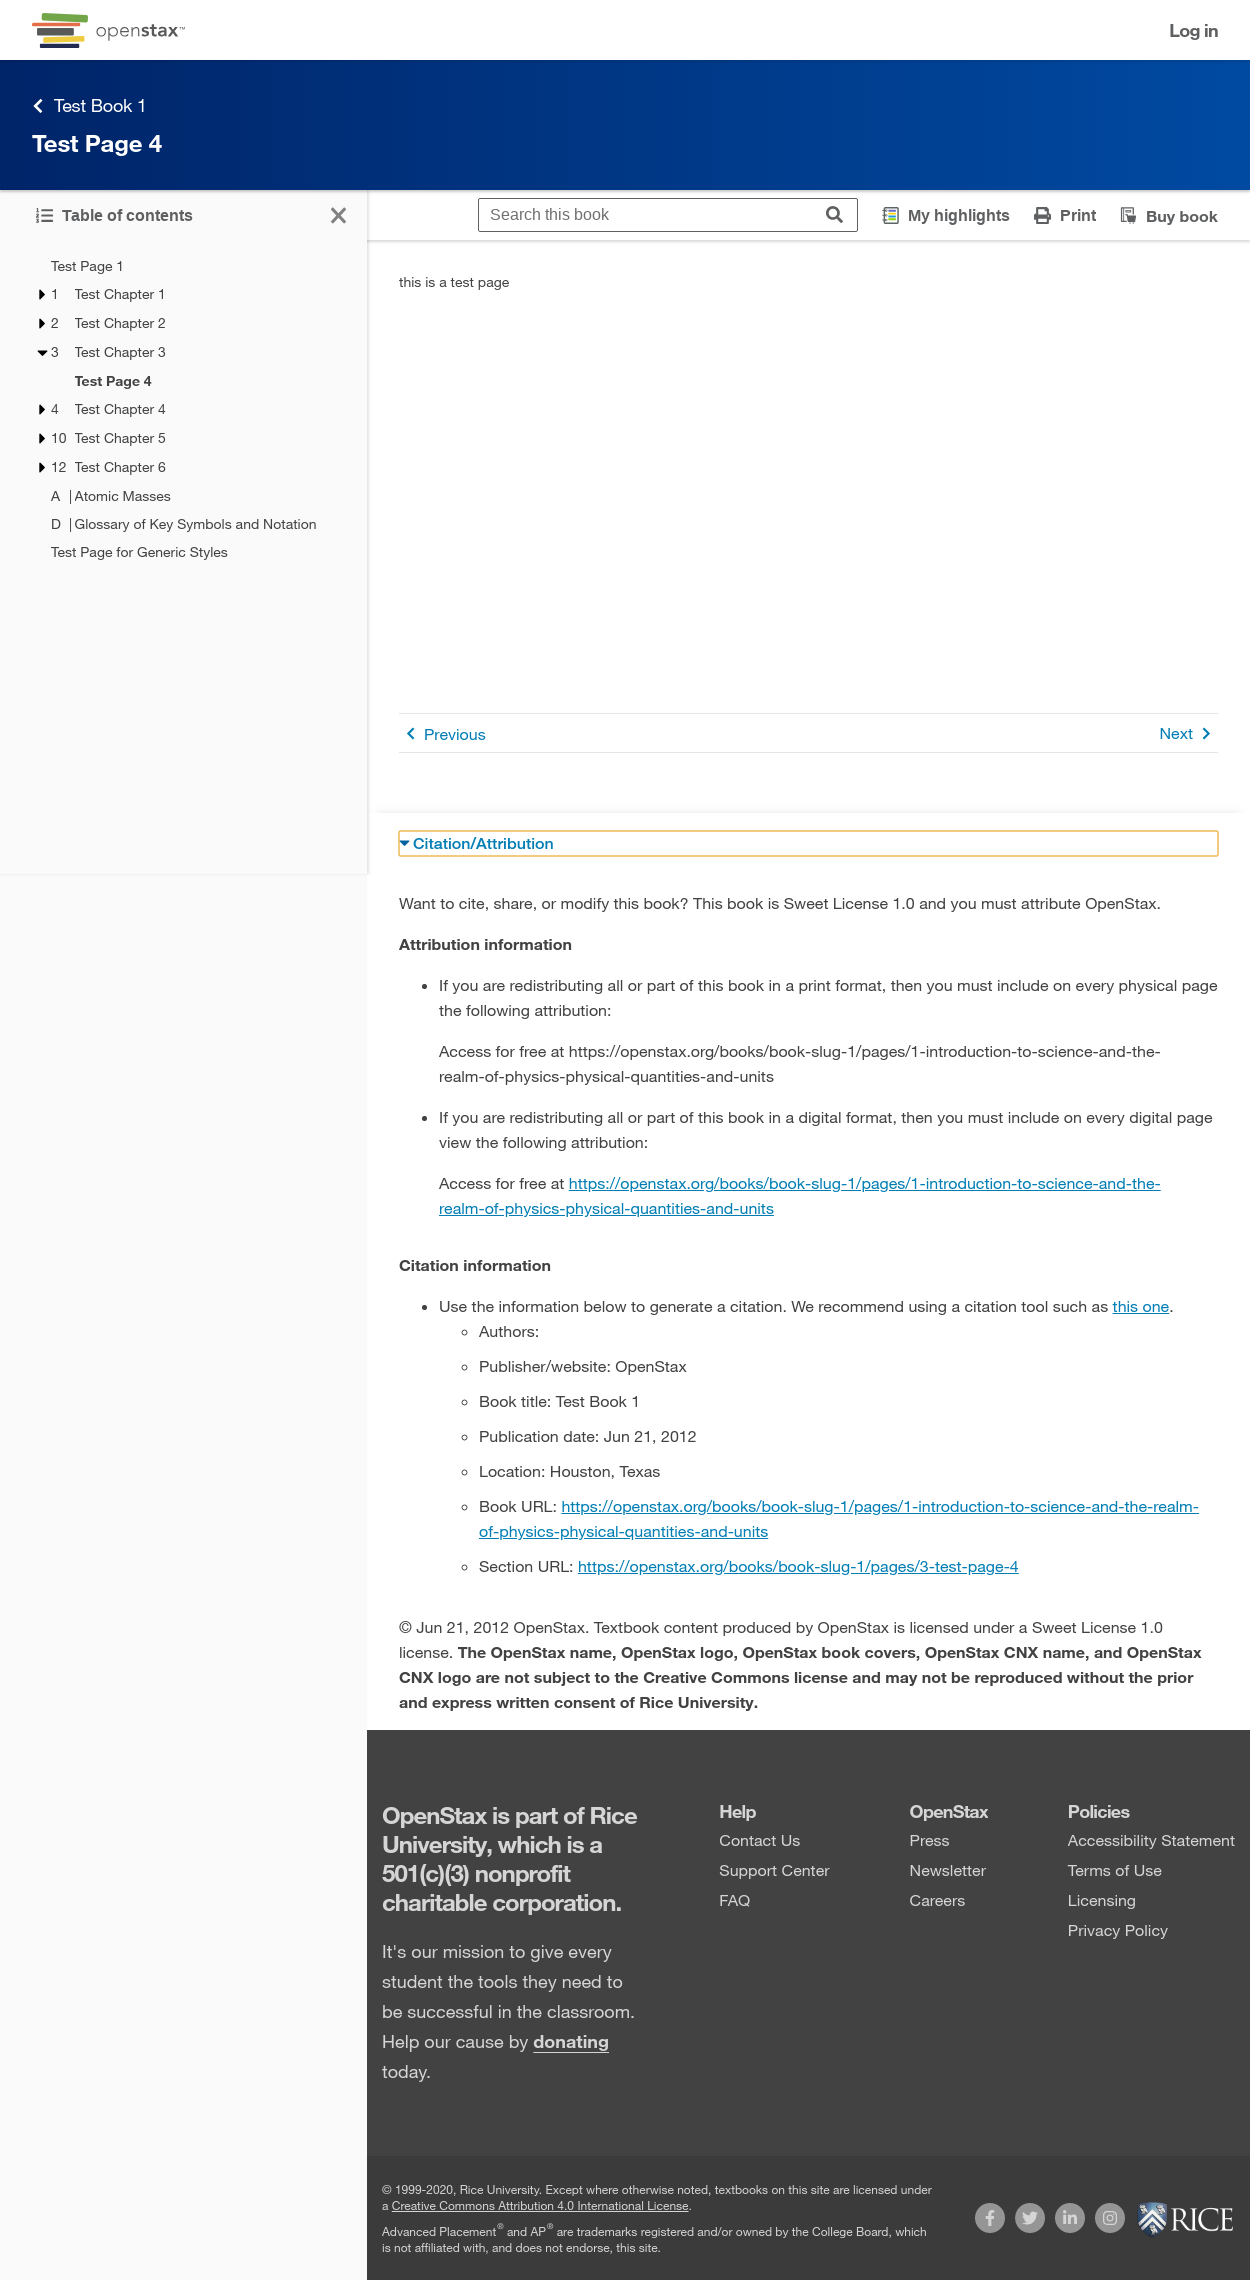 openstax™
Log in
Test Book 1
Test Page 4
Table of contents
Search this book
My highlights
Print
Buy book
Test Page 1
1 Test Chapter 1
2 Test Chapter 2
3 Test Chapter 3
Test Page 4
4 Test Chapter 4
10 Test Chapter 5
12 Test Chapter 6
A | Atomic Masses
D | Glossary of Key Symbols and Notation
Test Page for Generic Styles
this is a test page
Previous
Next
Citation/Attribution
Want to cite, share, or modify this book? This book is Sweet License 1.0 and you must attribute OpenStax.
Attribution information
• If you are redistributing all or part of this book in a print format, then you must include on every physical page
the following attribution:
Access for free at https://openstax.org/books/book-slug-1/pages/1-introduction-to-science-and-the-
realm-of-physics-physical-quantities-and-units
• If you are redistributing all or part of this book in a digital format, then you must include on every digital page
view the following attribution:
Access for free at https://openstax.org/books/book-slug-1/pages/1-introduction-to-science-and-the-
realm-of-physics-physical-quantities-and-units
Citation information
• Use the information below to generate a citation. We recommend using a citation tool such as this one.
◦ Authors:
◦ Publisher/website: OpenStax
◦ Book title: Test Book 1
◦ Publication date: Jun 21, 2012
◦ Location: Houston, Texas
◦ Book URL: https://openstax.org/books/book-slug-1/pages/1-introduction-to-science-and-the-realm-
of-physics-physical-quantities-and-units
◦ Section URL: https://openstax.org/books/book-slug-1/pages/3-test-page-4
© Jun 21, 2012 OpenStax. Textbook content produced by OpenStax is licensed under a Sweet License 1.0
license. The OpenStax name, OpenStax logo, OpenStax book covers, OpenStax CNX name, and OpenStax
CNX logo are not subject to the Creative Commons license and may not be reproduced without the prior
and express written consent of Rice University.
OpenStax is part of Rice
University, which is a
501(c)(3) nonprofit
charitable corporation.
It's our mission to give every
student the tools they need to
be successful in the classroom.
Help our cause by donating
today.
Help
Contact Us
Support Center
FAQ
OpenStax
Press
Newsletter
Careers
Policies
Accessibility Statement
Terms of Use
Licensing
Privacy Policy
© 1999-2020, Rice University. Except where otherwise noted, textbooks on this site are licensed under
a Creative Commons Attribution 4.0 International License.
Advanced Placement® and AP® are trademarks registered and/or owned by the College Board, which
is not affiliated with, and does not endorse, this site.
RICE